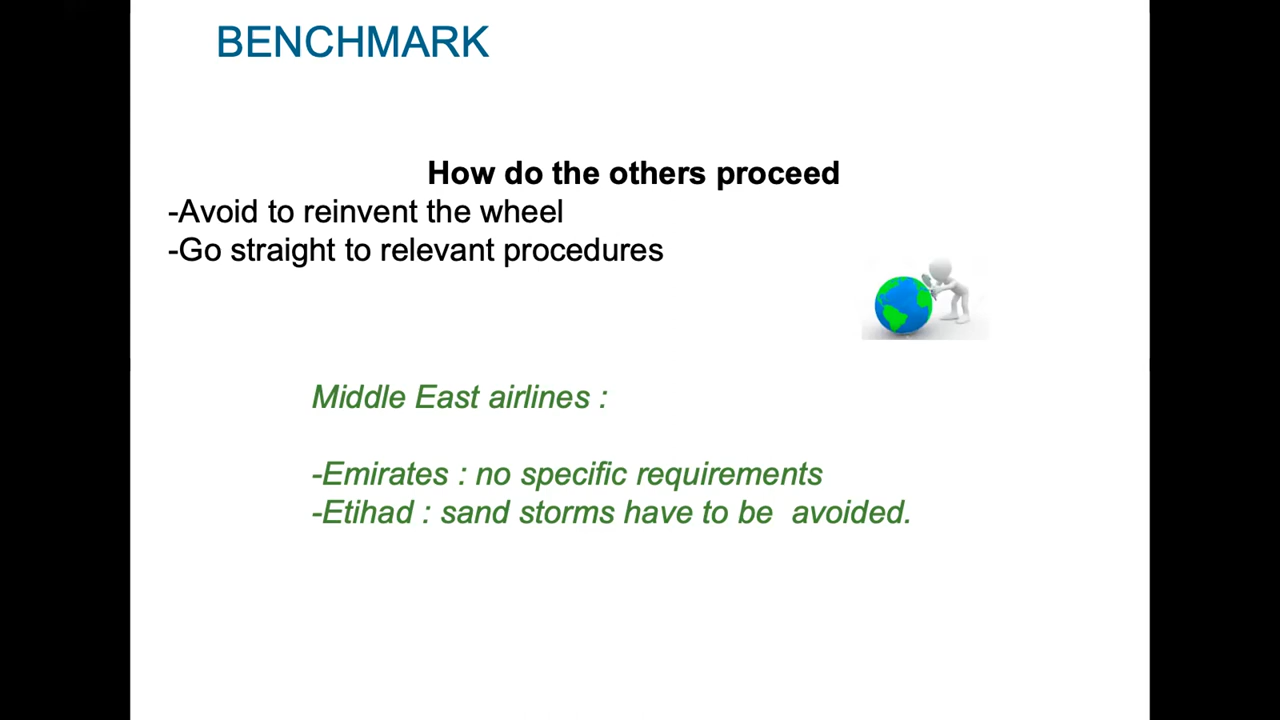 BENCHMARK
How do the others proceed
-Avoid to reinvent the wheel
-Go straight to relevant procedures
Middle East airlines :
-Emirates : no specific requirements
-Etihad : sand storms have to be  avoided.